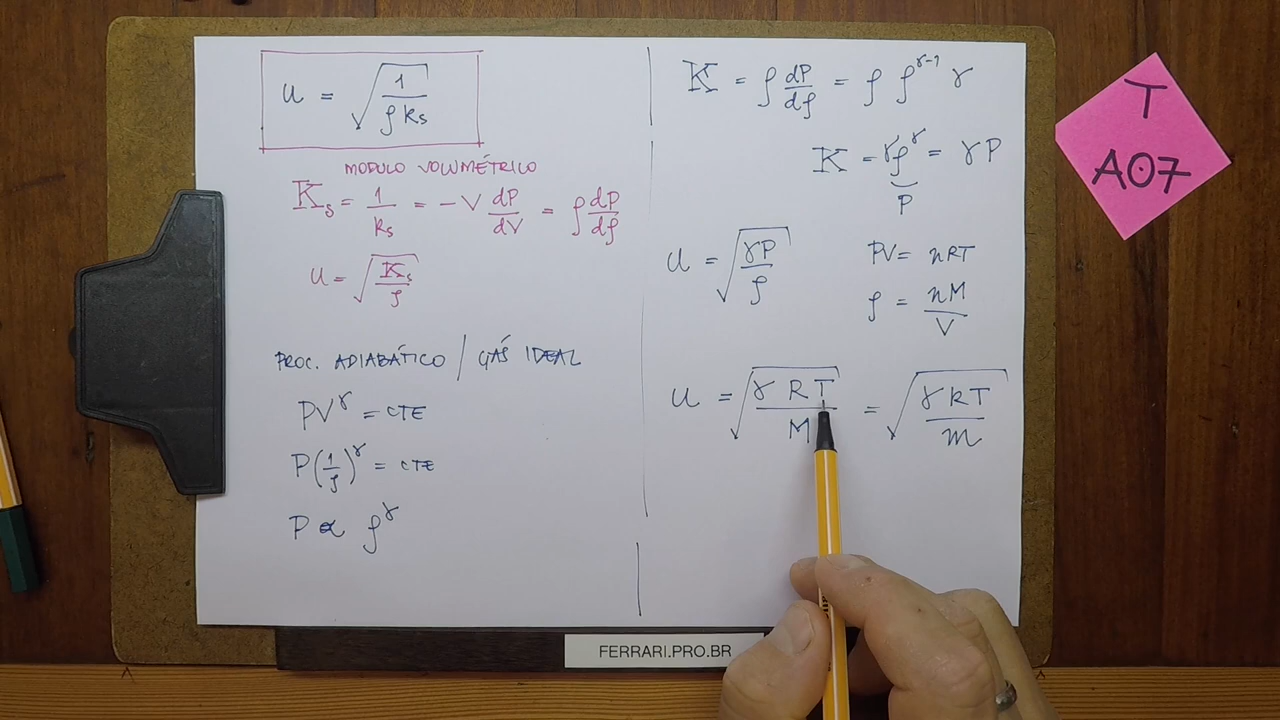 u = √(1/(ρ ks))
MODULO VOLUMÉTRICO
Ks = 1/ks = -V dP/dV = ρ dP/dρ
u = √(Ks/ρ)
PROC. ADIABÁTICO / GÁS IDEAL
PV^γ = CTE
P(1/ρ)^γ = CTE
P ∝ ρ^γ
K = ρ dP/dρ = ρ ρ^(γ-1) γ
K = γρ^γ = γP
P
u = √(γP/ρ)
PV = nRT
ρ = nM/V
u = √(γRT/M) = √(γkT/m)
T
A07
FERRARI.PRO.BR